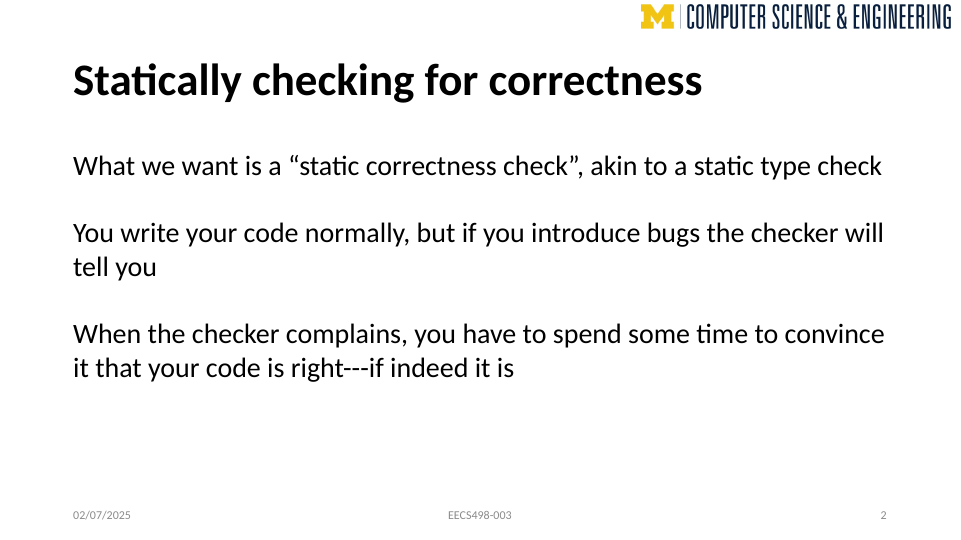 M | COMPUTER SCIENCE & ENGINEERING
Statically checking for correctness
What we want is a “static correctness check”, akin to a static type check
You write your code normally, but if you introduce bugs the checker will
tell you
When the checker complains, you have to spend some time to convince
it that your code is right---if indeed it is
02/07/2025 EECS498-003 2